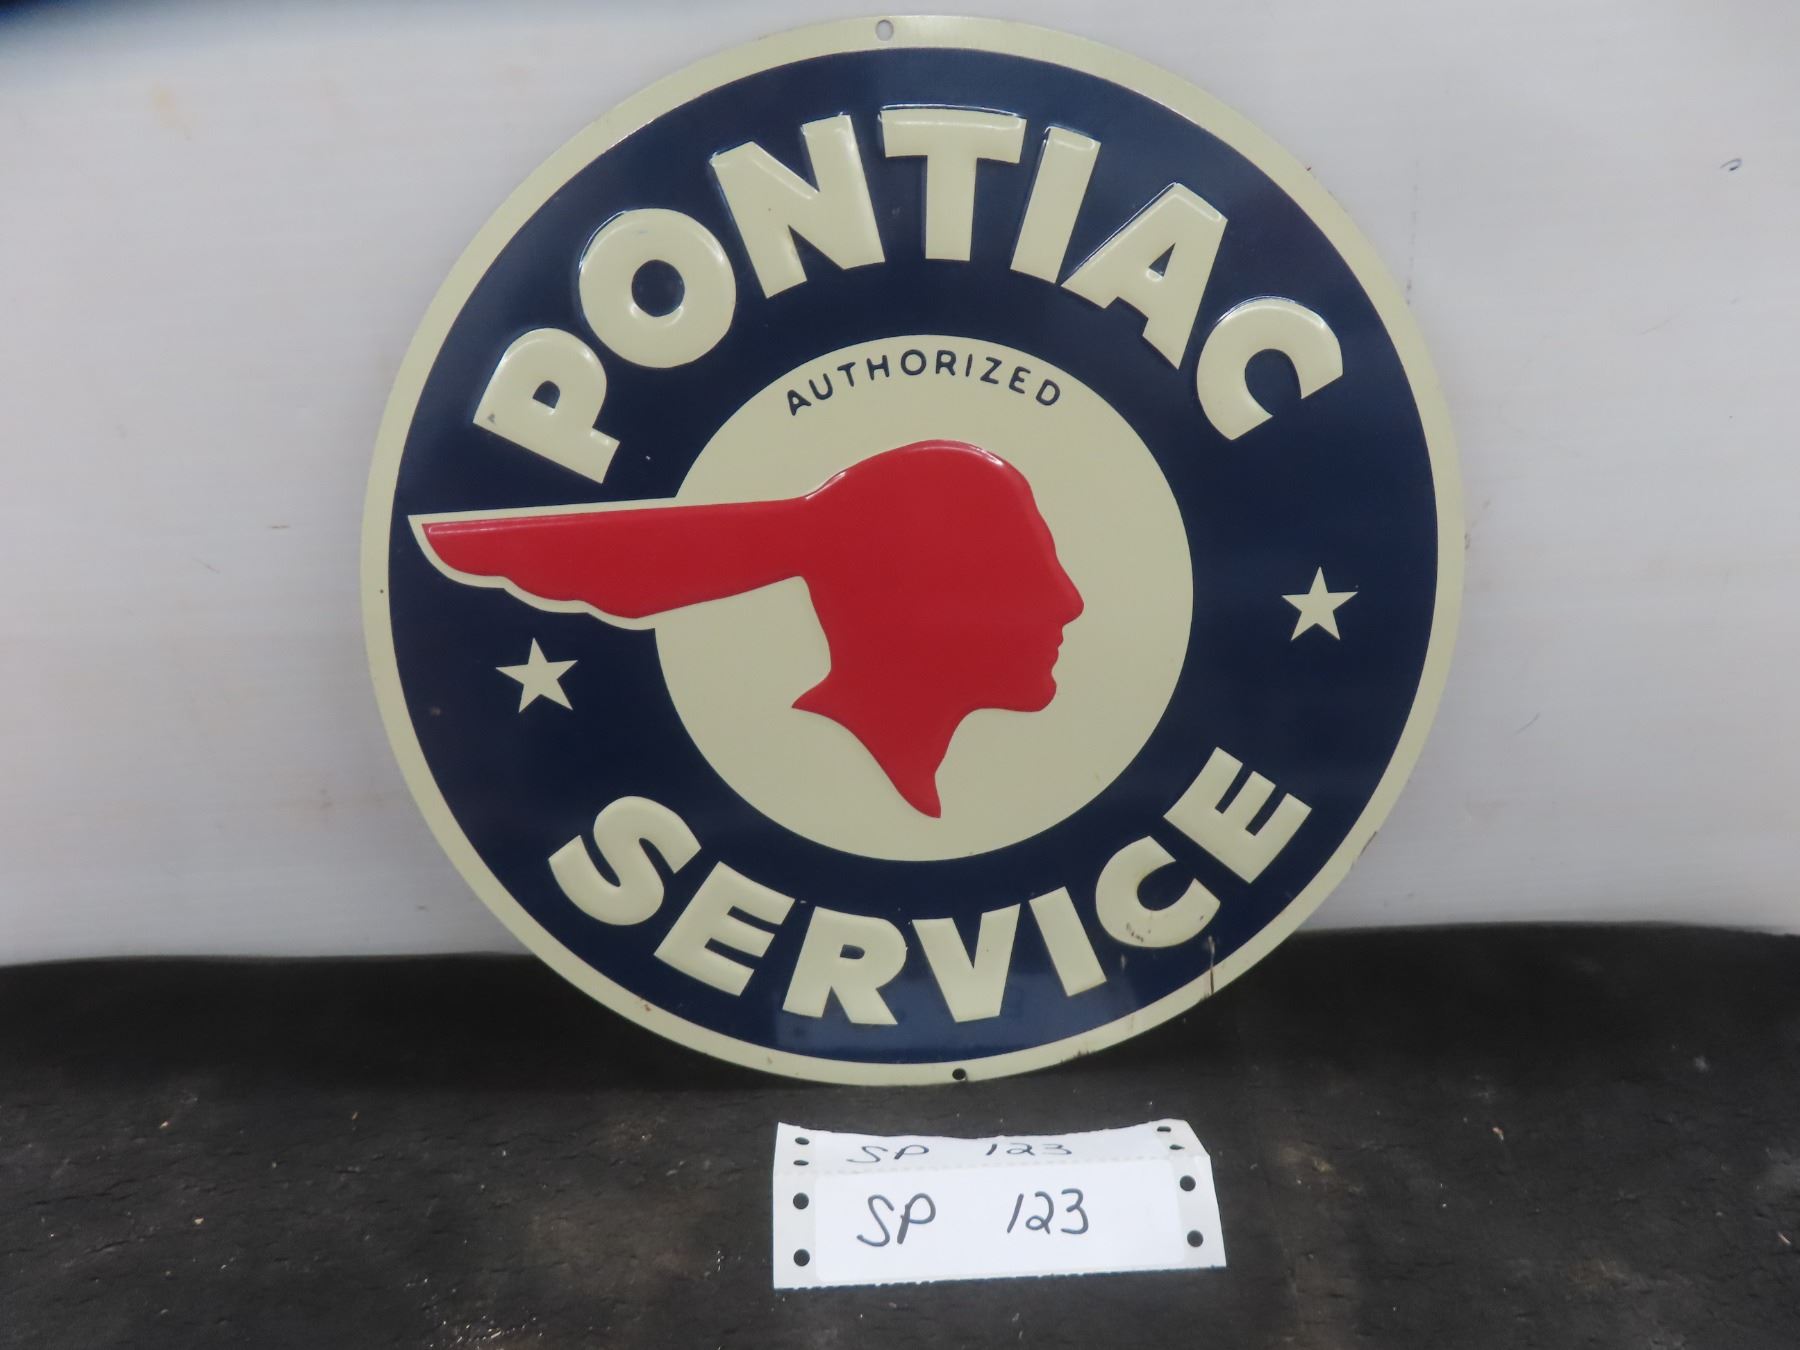 PONTIAC
AUTHORIZED
SERVICE
SP 123
SP 123